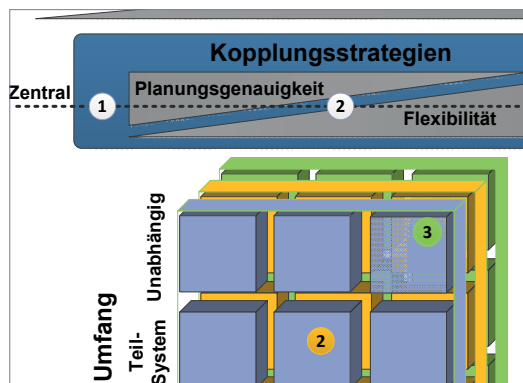 Kopplungsstrategien
Planungsgenauigkeit
Zentral
1
2
Flexibilität
3
Unabhängig
2
Umfang
Teil-
System